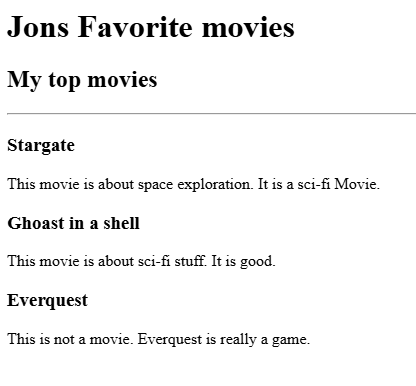 Jons Favorite movies
My top movies
Stargate
This movie is about space exploration. It is a sci-fi Movie.
Ghoast in a shell
This movie is about sci-fi stuff. It is good.
Everquest
This is not a movie. Everquest is really a game.